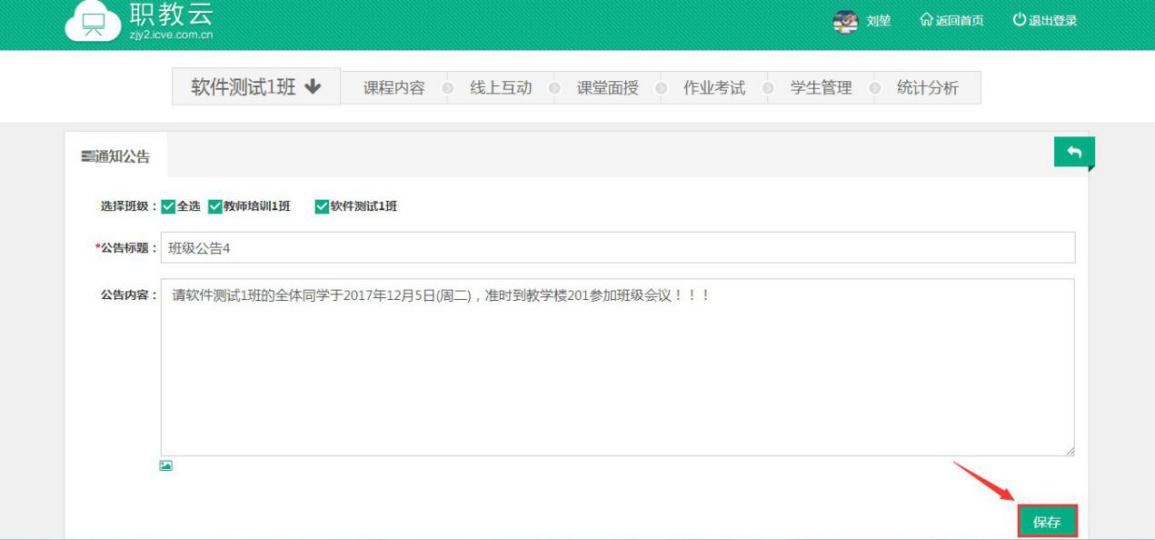 职教云
zjy2.icve.com.cn
刘堃 返回首页 退出登录
软件测试1班 课程内容 线上互动 课堂面授 作业考试 学生管理 统计分析
通知公告
选择班级： 全选 教师培训1班 软件测试1班
*公告标题： 班级公告4
公告内容： 请软件测试1班的全体同学于2017年12月5日(周二)，准时到教学楼201参加班级会议！！！
保存